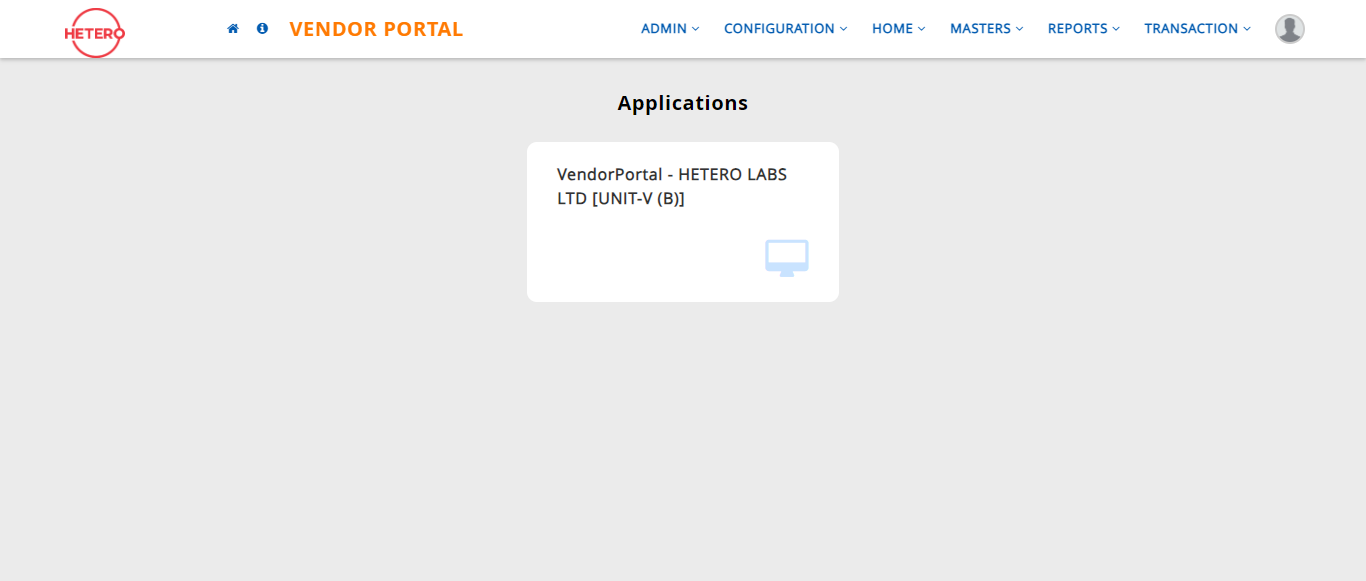 HETERO
VENDOR PORTAL
ADMIN
CONFIGURATION
HOME
MASTERS
REPORTS
TRANSACTION
Applications
VendorPortal - HETERO LABS
LTD [UNIT-V (B)]